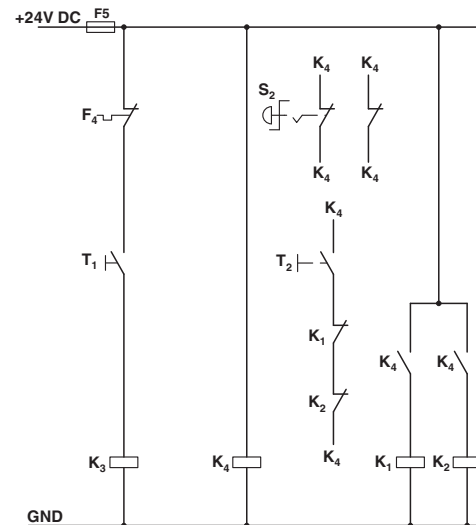 +24V DC F5
K₄ K₄
S₂
F₄
K₄ K₄
K₄
T₁ T₂
K₁
K₄ K₄
K₂
K₄
K₃ K₄ K₁ K₂
GND